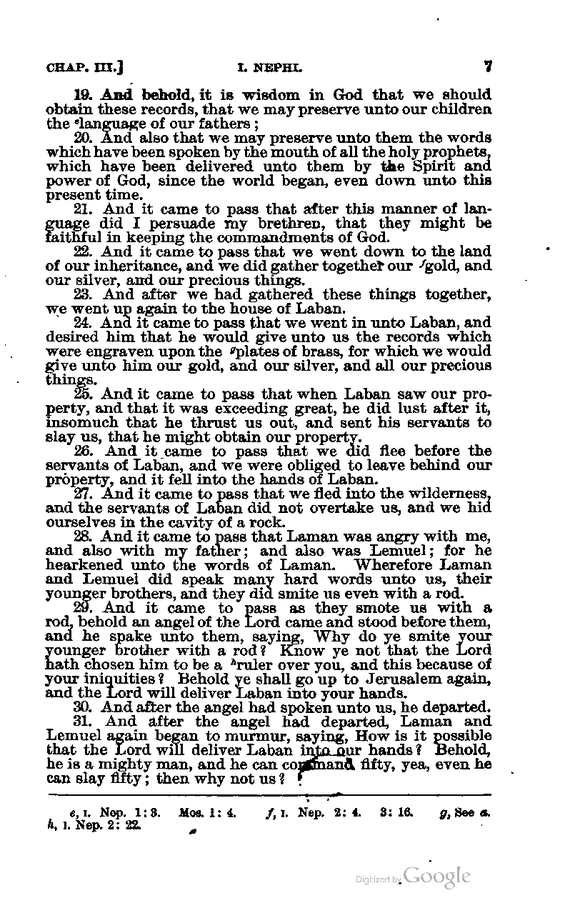 CHAP. III.] I. NEPHI. 7
19. And behold, it is wisdom in God that we should
obtain these records, that we may preserve unto our children
the ᵉlanguage of our fathers;
20. And also that we may preserve unto them the words
which have been spoken by the mouth of all the holy prophets,
which have been delivered unto them by the Spirit and
power of God, since the world began, even down unto this
present time.
21. And it came to pass that after this manner of lan-
guage did I persuade my brethren, that they might be
faithful in keeping the commandments of God.
22. And it came to pass that we went down to the land
of our inheritance, and we did gather together our ᶠgold, and
our silver, and our precious things.
23. And after we had gathered these things together,
we went up again to the house of Laban.
24. And it came to pass that we went in unto Laban, and
desired him that he would give unto us the records which
were engraven upon the ᵍplates of brass, for which we would
give unto him our gold, and our silver, and all our precious
things.
25. And it came to pass that when Laban saw our pro-
perty, and that it was exceeding great, he did lust after it,
insomuch that he thrust us out, and sent his servants to
slay us, that he might obtain our property.
26. And it came to pass that we did flee before the
servants of Laban, and we were obliged to leave behind our
property, and it fell into the hands of Laban.
27. And it came to pass that we fled into the wilderness,
and the servants of Laban did not overtake us, and we hid
ourselves in the cavity of a rock.
28. And it came to pass that Laman was angry with me,
and also with my father; and also was Lemuel; for he
hearkened unto the words of Laman. Wherefore Laman
and Lemuel did speak many hard words unto us, their
younger brothers, and they did smite us even with a rod.
29. And it came to pass as they smote us with a
rod, behold an angel of the Lord came and stood before them,
and he spake unto them, saying, Why do ye smite your
younger brother with a rod? Know ye not that the Lord
hath chosen him to be a ʰruler over you, and this because of
your iniquities? Behold ye shall go up to Jerusalem again,
and the Lord will deliver Laban into your hands.
30. And after the angel had spoken unto us, he departed.
31. And after the angel had departed, Laman and
Lemuel again began to murmur, saying, How is it possible
that the Lord will deliver Laban into our hands? Behold,
he is a mighty man, and he can command fifty, yea, even he
can slay fifty; then why not us?
e, I. Nep. 1: 3. Mos. 1: 4. f, I. Nep. 2: 4. 3: 16. g, See a.
h, I. Nep. 2: 22.
Digitized by Google